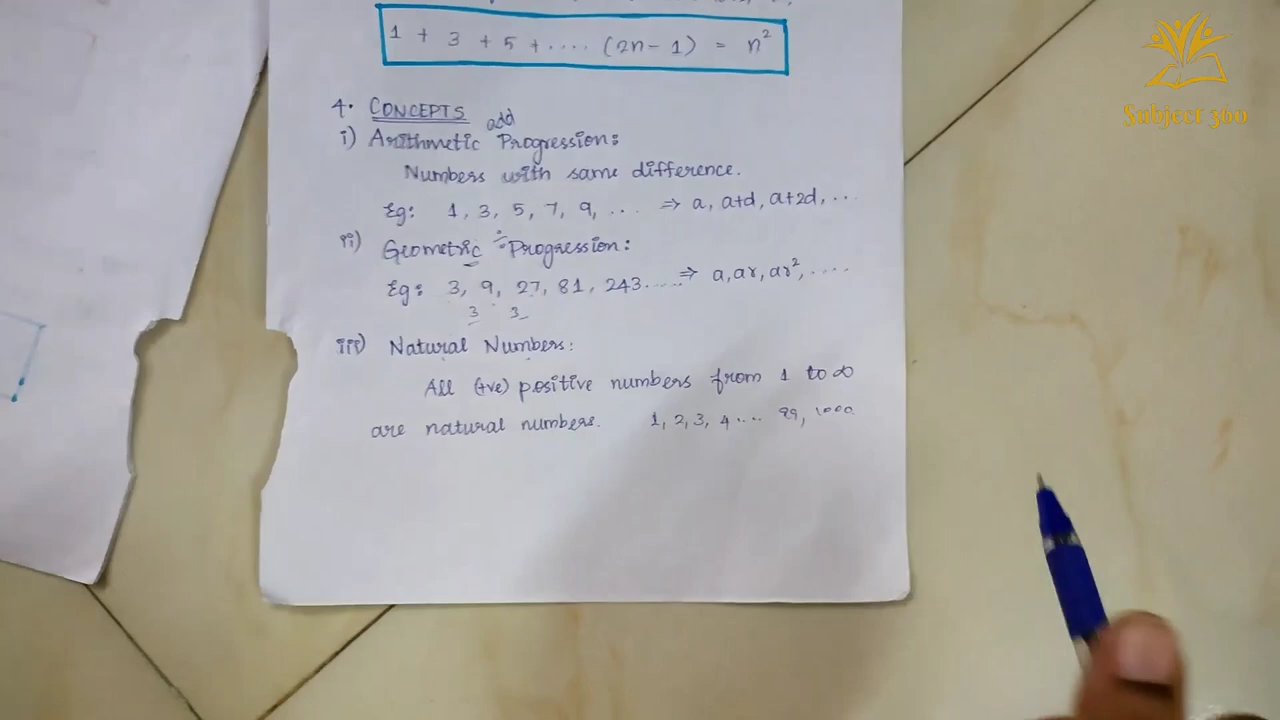 1 + 3 + 5 + .... (2n - 1) = n²
4. CONCEPTS
add
i) Arithmetic Progression:
Numbers with same difference.
Eg: 1, 3, 5, 7, 9, ... ⇒ a, a+d, a+2d, ...
ii) Geometric ÷ Progression:
Eg: 3, 9, 27, 81, 243..... ⇒ a, ar, ar², ....
3 3
iii) Natural Numbers:
All (+ve) positive numbers from 1 to ∞
are natural numbers. 1, 2, 3, 4 ... 99, 1000
Subject 360